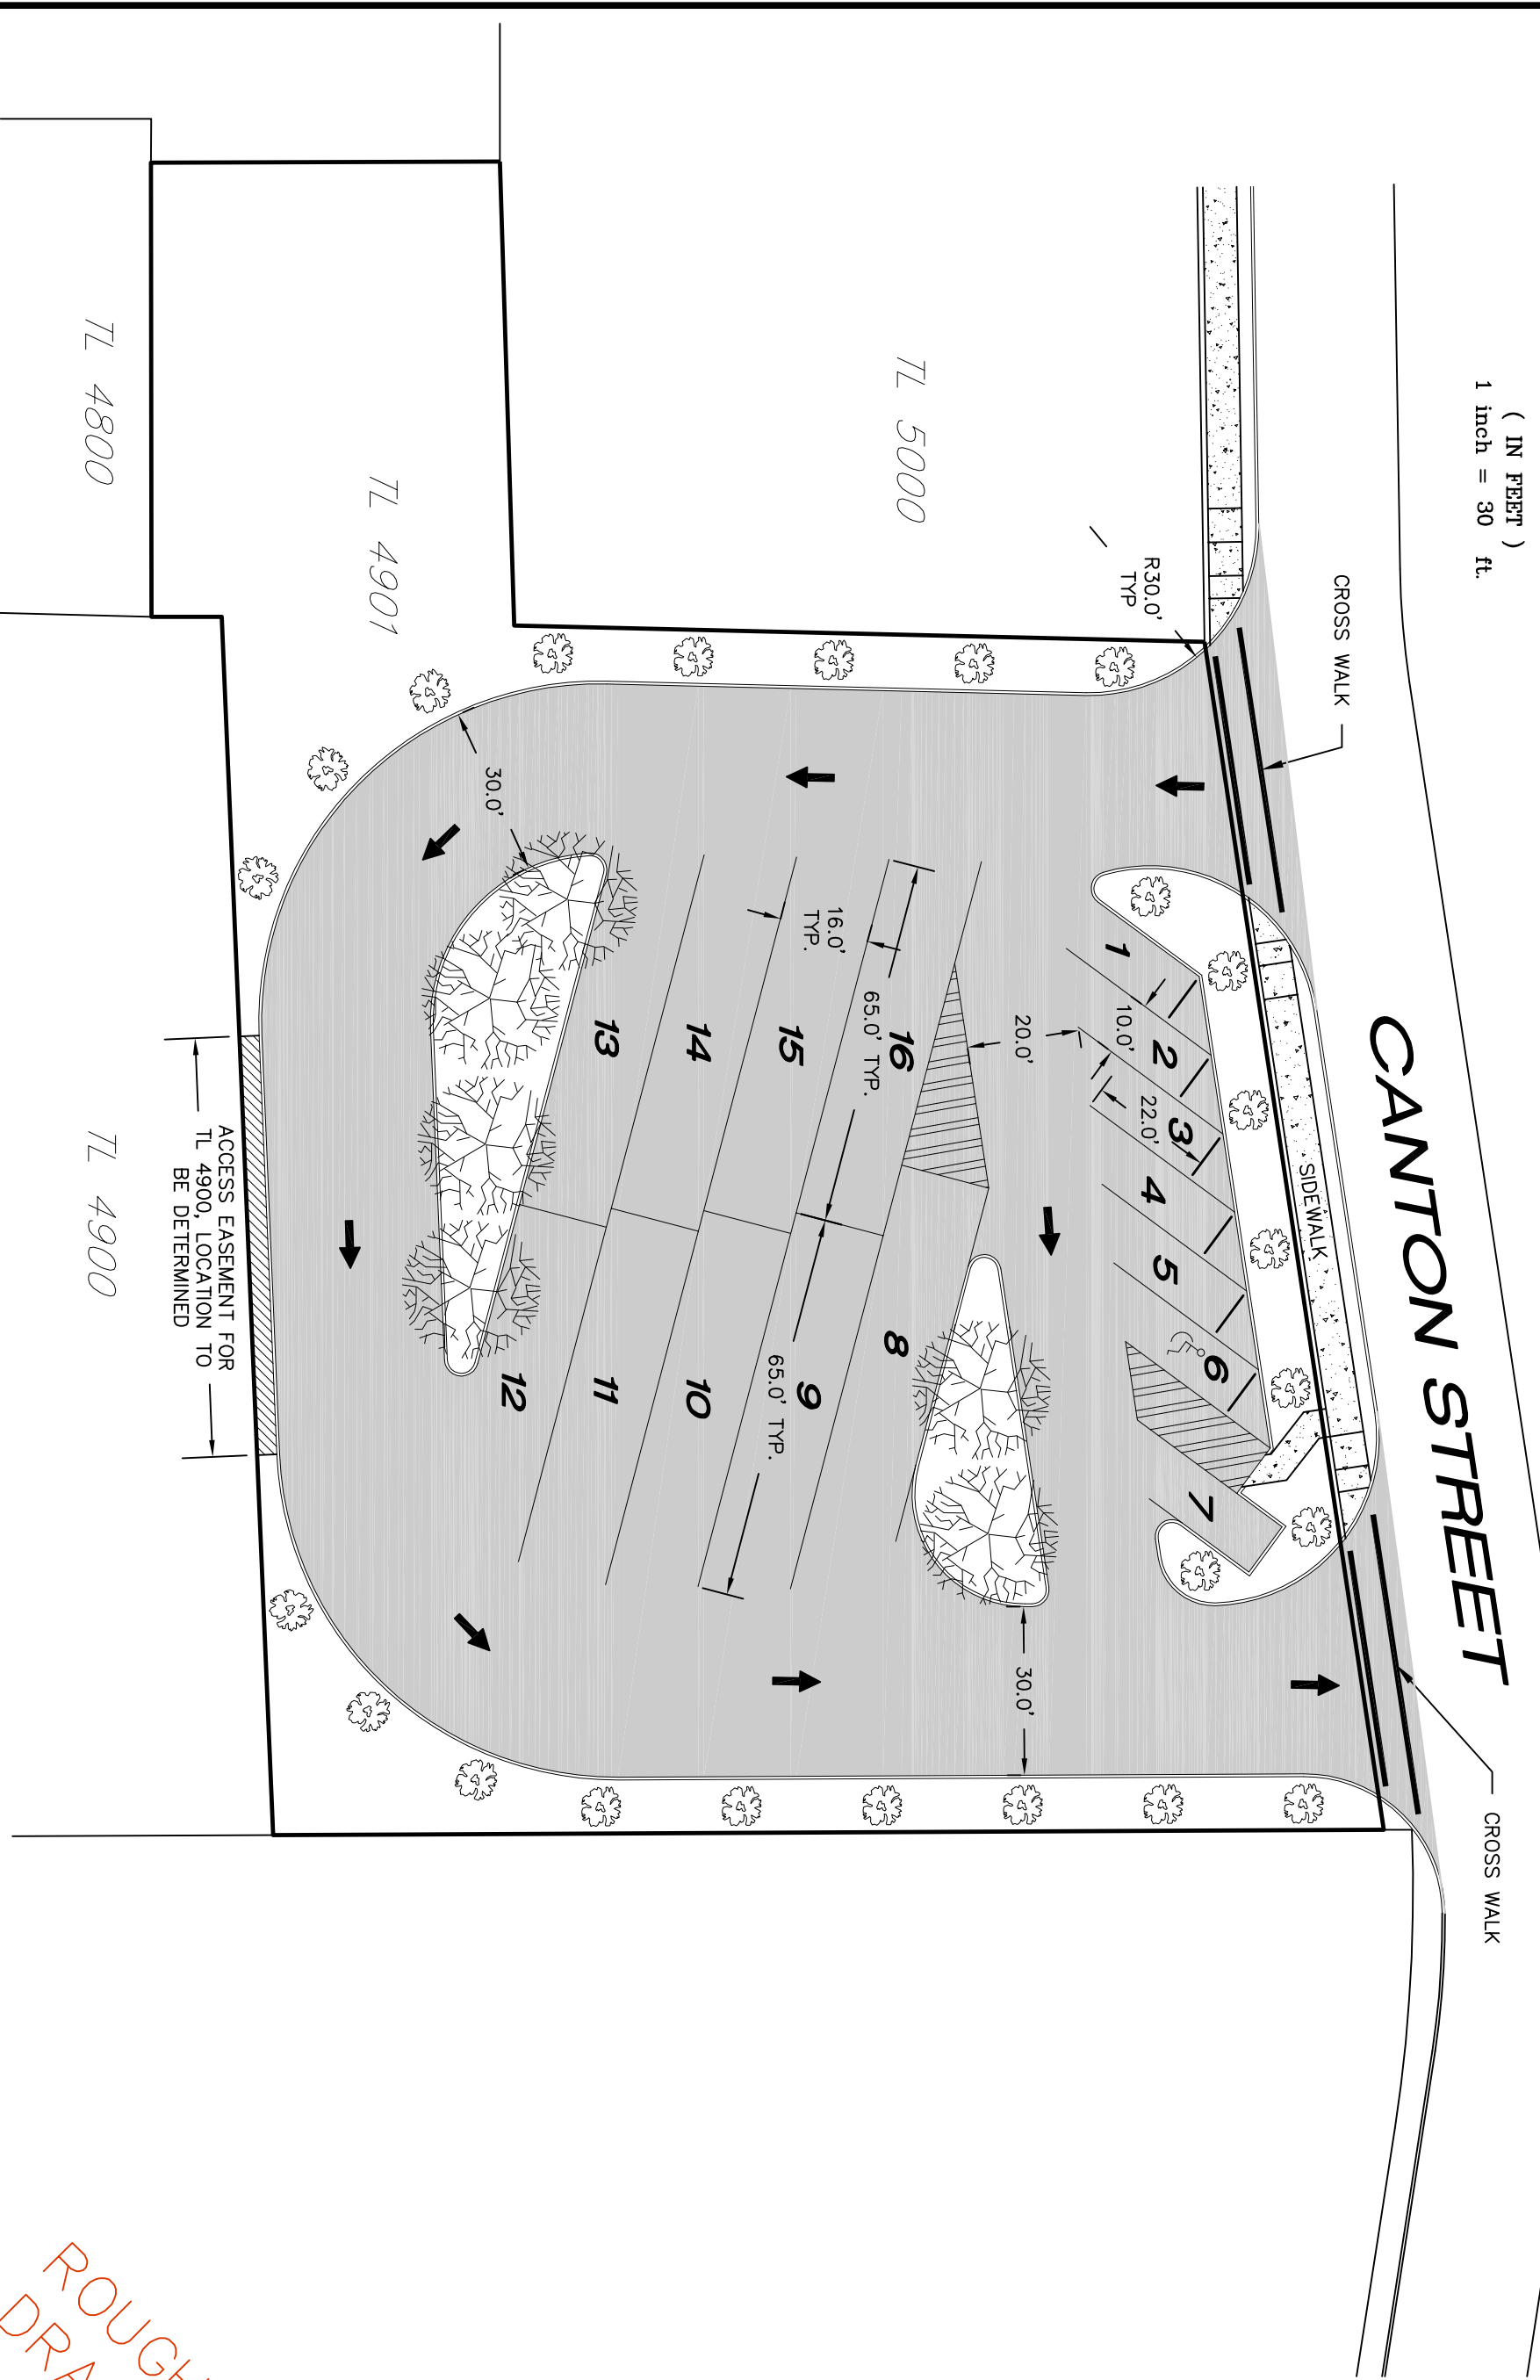 ( IN FEET )
1 inch = 30 ft.
CROSS WALK
CANTON STREET
CROSS WALK
R30.0'
TYP
SIDEWALK
TL 5000
1
10.0'
2
22.0'
3
4
5
6
7
20.0'
16.0'
TYP.
65.0' TYP.
16
15
14
13
8
9
65.0' TYP.
10
11
12
30.0'
30.0'
TL 4901
TL 4800
ACCESS EASEMENT FOR
TL 4900, LOCATION TO
BE DETERMINED
TL 4900